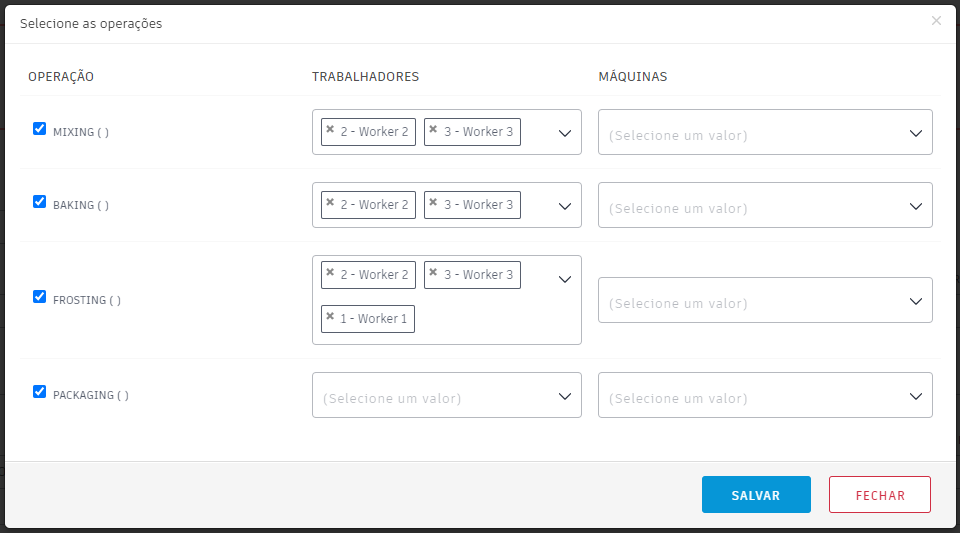 Selecione as operações ×
OPERAÇÃO TRABALHADORES MÁQUINAS
MIXING ( ) × 2 - Worker 2 × 3 - Worker 3 (Selecione um valor)
BAKING ( ) × 2 - Worker 2 × 3 - Worker 3 (Selecione um valor)
× 2 - Worker 2 × 3 - Worker 3
FROSTING ( ) (Selecione um valor)
× 1 - Worker 1
PACKAGING ( ) (Selecione um valor) (Selecione um valor)
SALVAR FECHAR